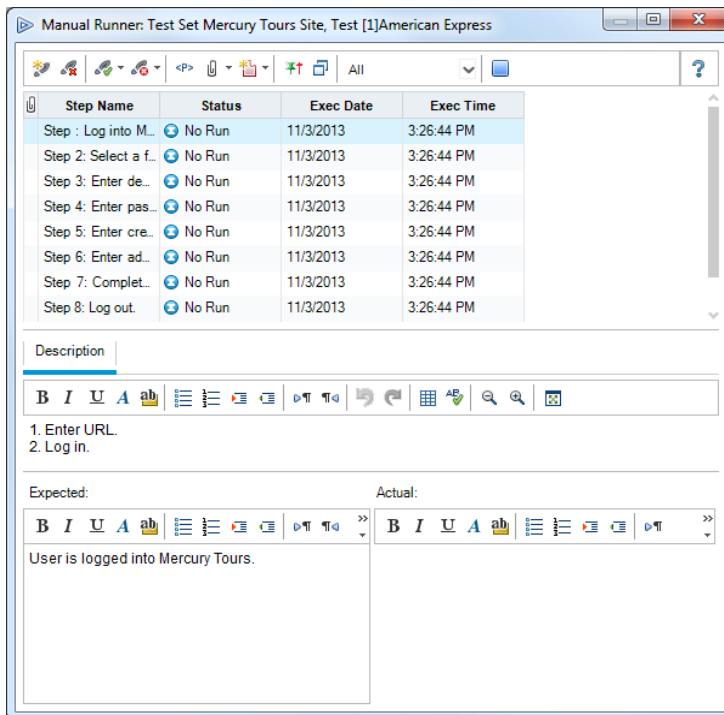 Manual Runner: Test Set Mercury Tours Site, Test [1]American Express
<P> All ?
Step Name Status Exec Date Exec Time
Step : Log into M... No Run 11/3/2013 3:26:44 PM
Step 2: Select a f... No Run 11/3/2013 3:26:44 PM
Step 3: Enter de... No Run 11/3/2013 3:26:44 PM
Step 4: Enter pas... No Run 11/3/2013 3:26:44 PM
Step 5: Enter cre... No Run 11/3/2013 3:26:44 PM
Step 6: Enter ad... No Run 11/3/2013 3:26:44 PM
Step 7: Complet... No Run 11/3/2013 3:26:44 PM
Step 8: Log out. No Run 11/3/2013 3:26:44 PM
Description
B I U A ab
1. Enter URL.
2. Log in.
Expected: Actual:
B I U A ab B I U A ab
User is logged into Mercury Tours.